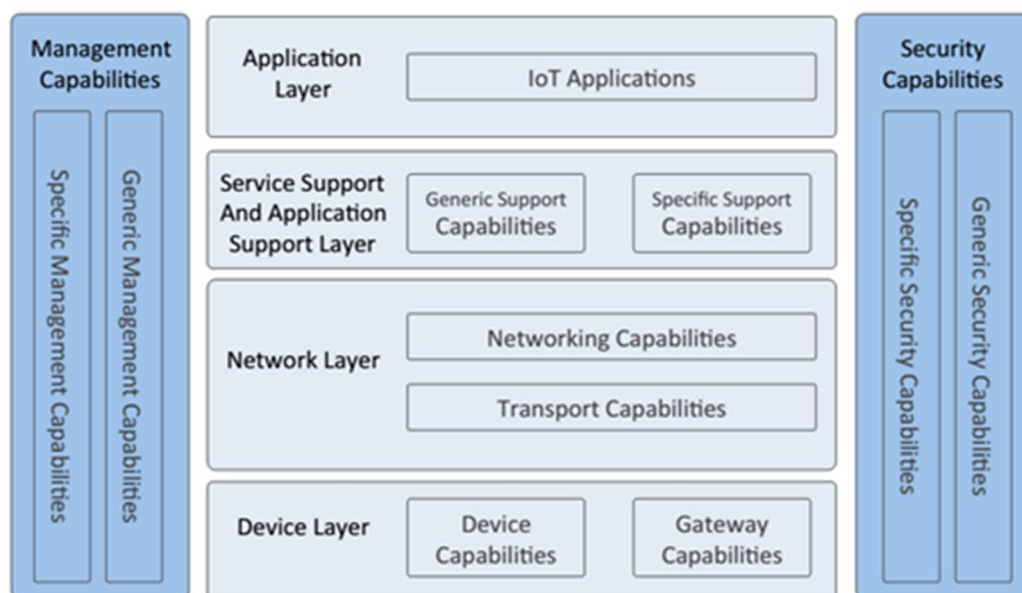 Management
Capabilities
Specific Management Capabilities
Generic Management Capabilities
Application
Layer
IoT Applications
Service Support
And Application
Support Layer
Generic Support
Capabilities
Specific Support
Capabilities
Network Layer
Networking Capabilities
Transport Capabilities
Device Layer
Device
Capabilities
Gateway
Capabilities
Security
Capabilities
Specific Security Capabilities
Generic Security Capabilities